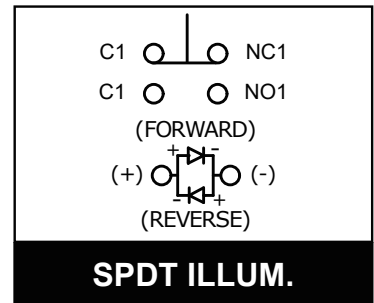 C1 NC1
C1 NO1
(FORWARD)
+ -
(+) (-)
- +
(REVERSE)
SPDT ILLUM.